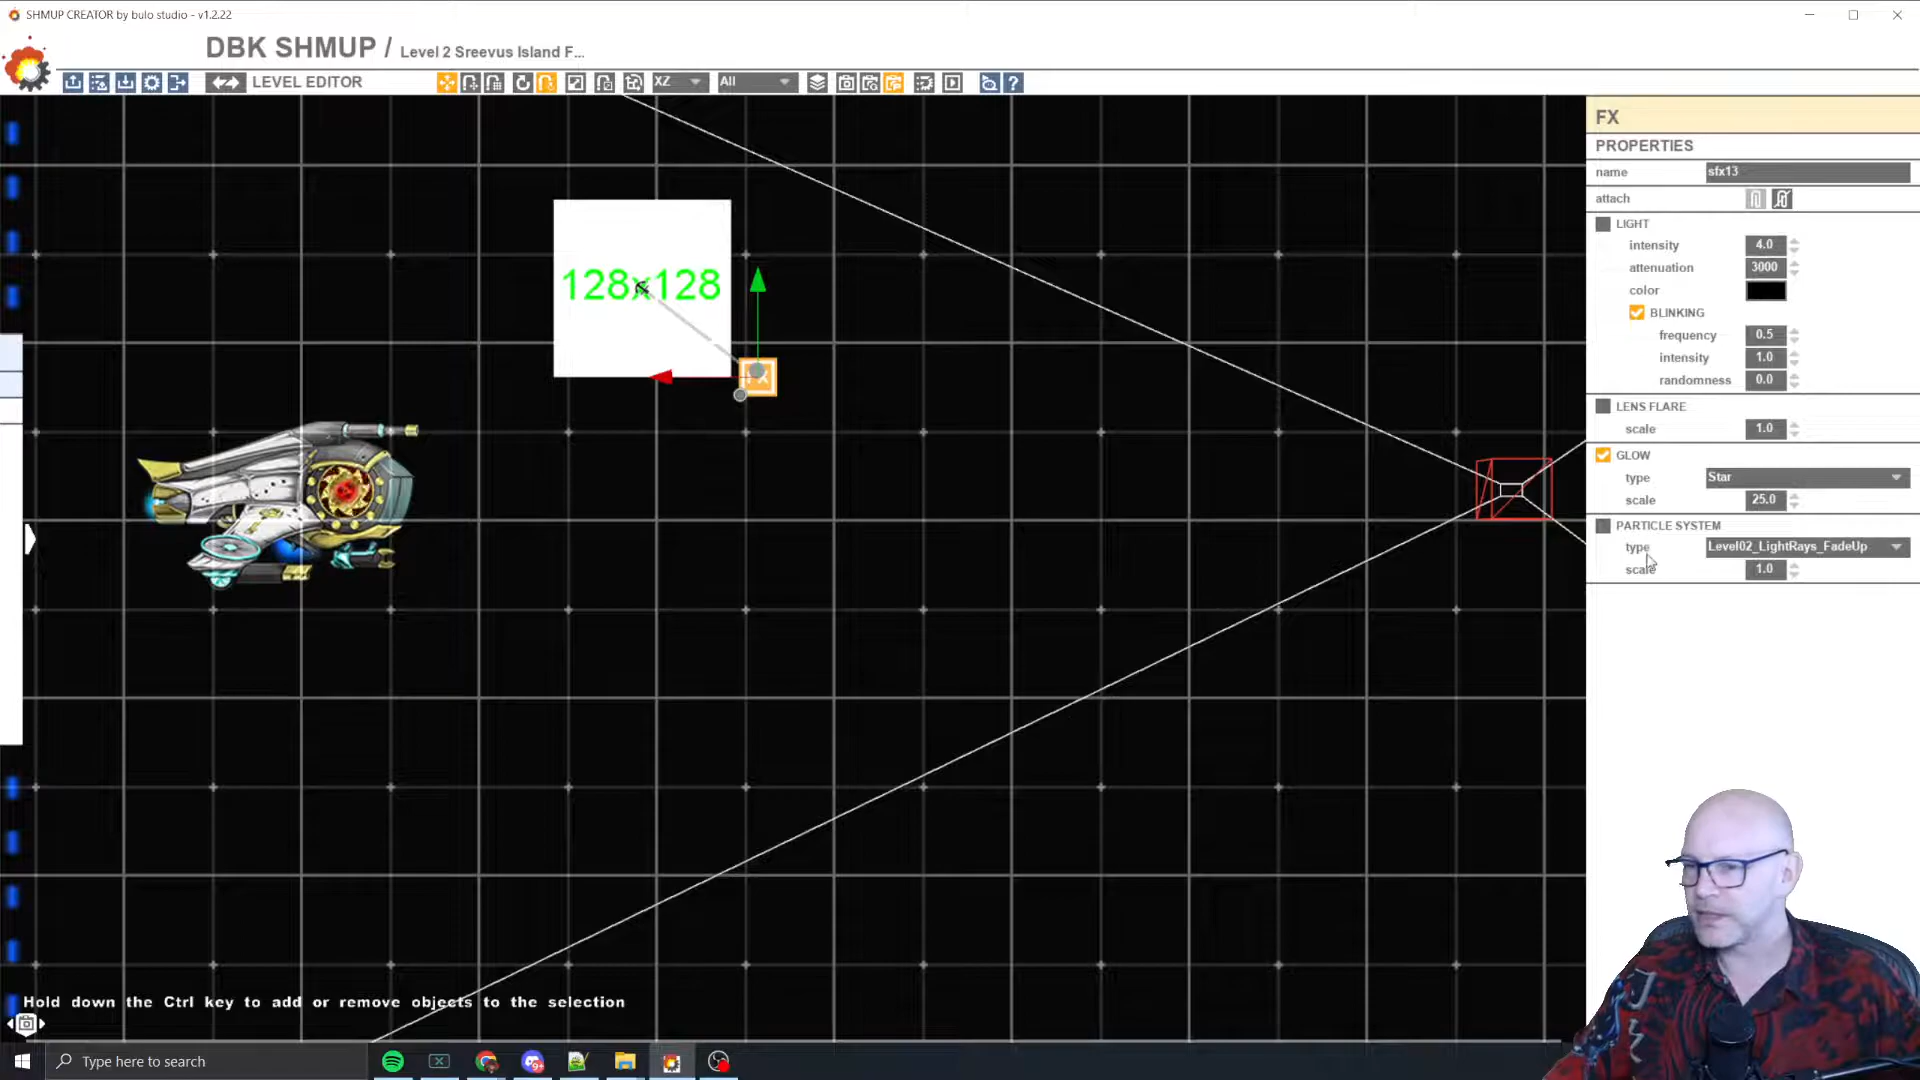 SHMUP CREATOR by bulo studio - v1.2.22
DBK SHMUP / Level 2 Sreevus Island F...
LEVEL EDITOR
XZ
All
?
FX
PROPERTIES
name sfx13
attach
LIGHT
intensity 4.0
attenuation 3000
color
BLINKING
frequency 0.5
intensity 1.0
randomness 0.0
LENS FLARE
scale 1.0
GLOW
type Star
scale 25.0
PARTICLE SYSTEM
type Level02_LightRays_FadeUp
scale 1.0
128x128
FX
Hold down the Ctrl key to add or remove objects to the selection
Type here to search
9+